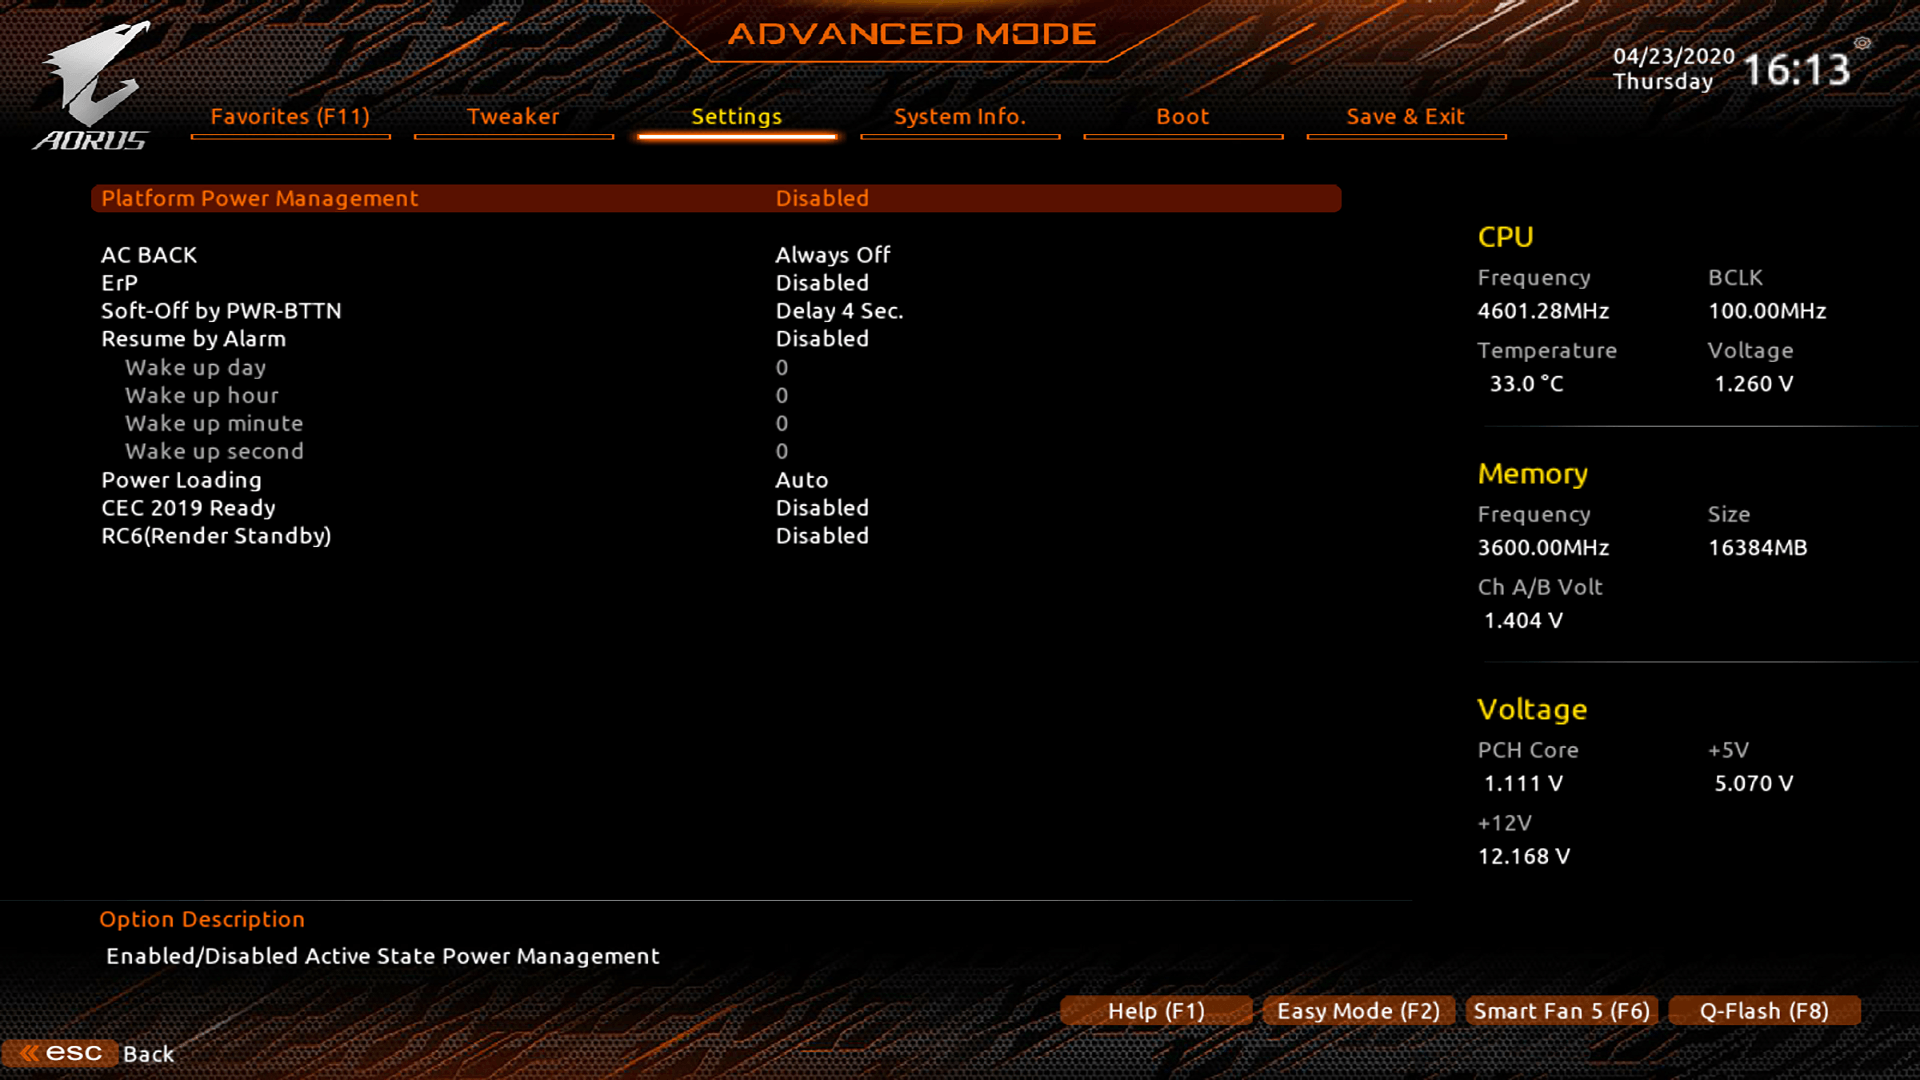 ADVANCED MODE
04/23/2020
Thursday
16:13
AORUS
Favorites (F11) Tweaker Settings System Info. Boot Save & Exit
Platform Power Management Disabled
AC BACK Always Off
ErP Disabled
Soft-Off by PWR-BTTN Delay 4 Sec.
Resume by Alarm Disabled
Wake up day 0
Wake up hour 0
Wake up minute 0
Wake up second 0
Power Loading Auto
CEC 2019 Ready Disabled
RC6(Render Standby) Disabled
CPU
Frequency BCLK
4601.28MHz 100.00MHz
Temperature Voltage
33.0 °C 1.260 V
Memory
Frequency Size
3600.00MHz 16384MB
Ch A/B Volt
1.404 V
Voltage
PCH Core +5V
1.111 V 5.070 V
+12V
12.168 V
Option Description
Enabled/Disabled Active State Power Management
Help (F1) Easy Mode (F2) Smart Fan 5 (F6) Q-Flash (F8)
esc Back